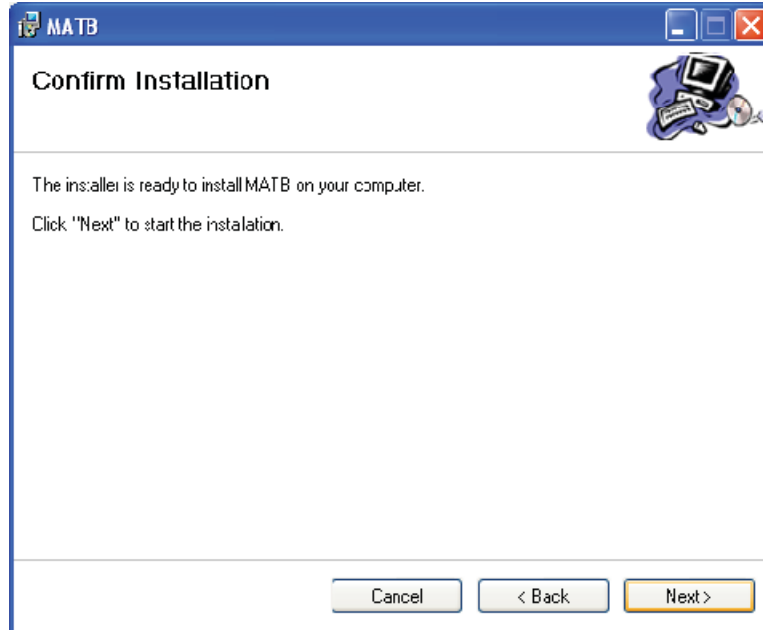 MATB
Confirm Installation
The installer is ready to install MATB on your computer.
Click "Next" to start the installation.
Cancel
< Back
Next >